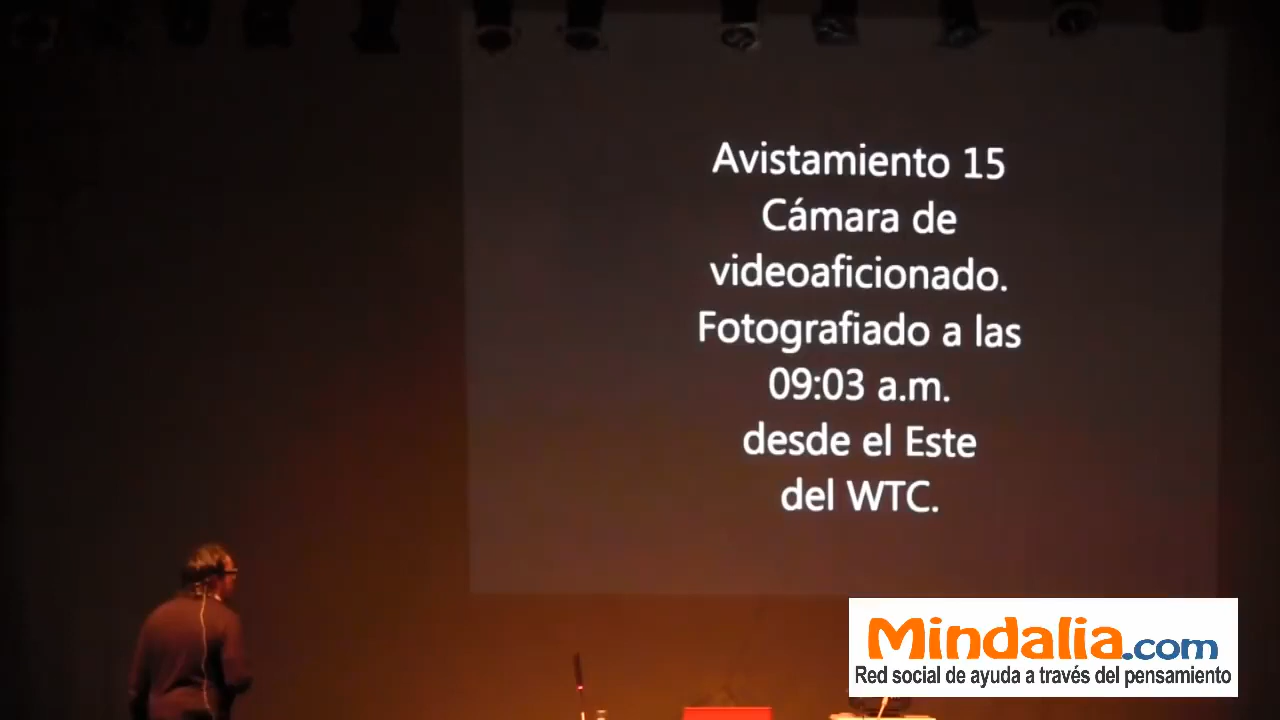 Avistamiento 15
Cámara de
videoaficionado.
Fotografiado a las
09:03 a.m.
desde el Este
del WTC.
Mindalia.com
Red social de ayuda a través del pensamiento